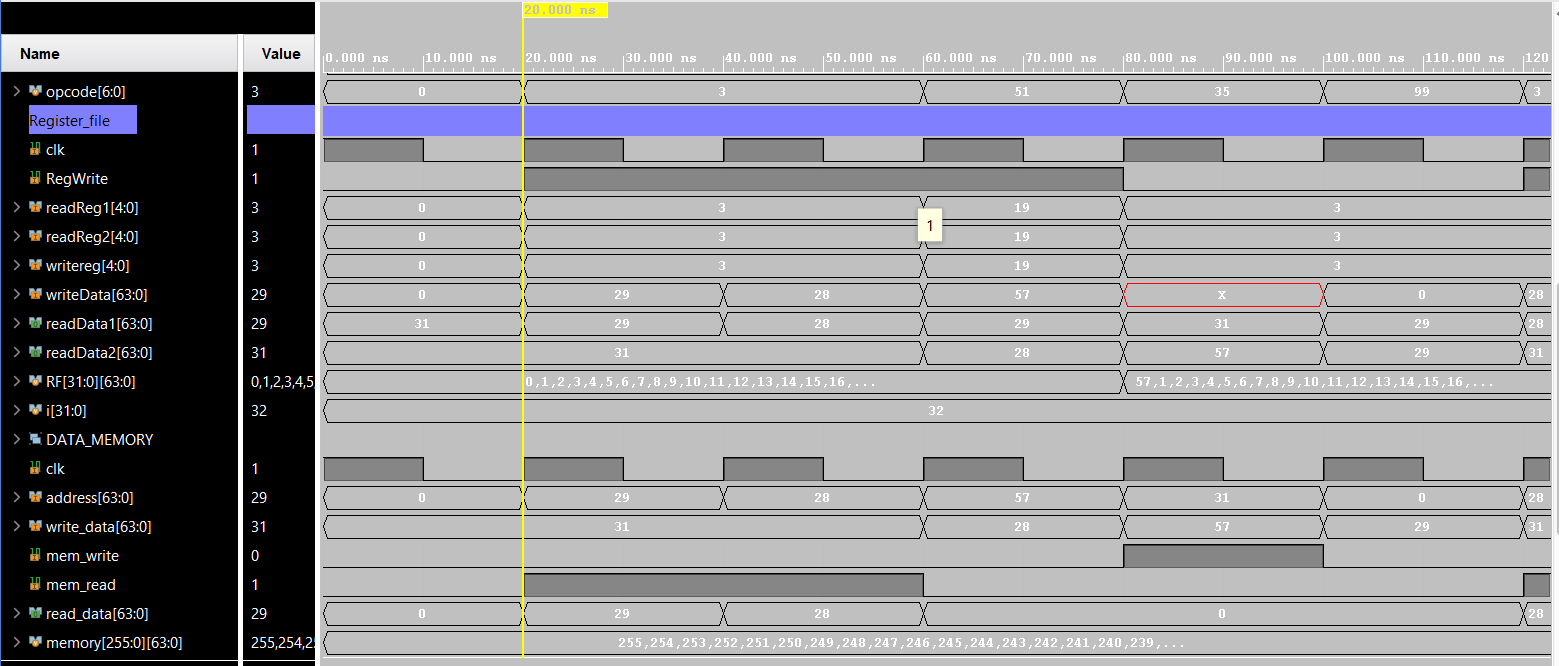 20.000 ns
Name Value 0.000 ns 10.000 ns 20.000 ns 30.000 ns 40.000 ns 50.000 ns 60.000 ns 70.000 ns 80.000 ns 90.000 ns 100.000 ns 110.000 ns 120
opcode[6:0] 3 0 3 51 35 99 3
Register_file
clk 1
RegWrite 1
readReg1[4:0] 3 0 3 19 3
1
readReg2[4:0] 3 0 3 19 3
writereg[4:0] 3 0 3 19 3
writeData[63:0] 29 0 29 28 57 X 0 28
readData1[63:0] 29 31 29 28 29 31 29 28
readData2[63:0] 31 31 28 57 29 31
RF[31:0][63:0] 0,1,2,3,4,5, 0,1,2,3,4,5,6,7,8,9,10,11,12,13,14,15,16,... 57,1,2,3,4,5,6,7,8,9,10,11,12,13,14,15,16,...
i[31:0] 32 32
DATA_MEMORY
clk 1
address[63:0] 29 0 29 28 57 31 0 28
write_data[63:0] 31 31 28 57 29 31
mem_write 0
mem_read 1
read_data[63:0] 29 0 29 28 0 28
memory[255:0][63:0] 255,254,25 255,254,253,252,251,250,249,248,247,246,245,244,243,242,241,240,239,...